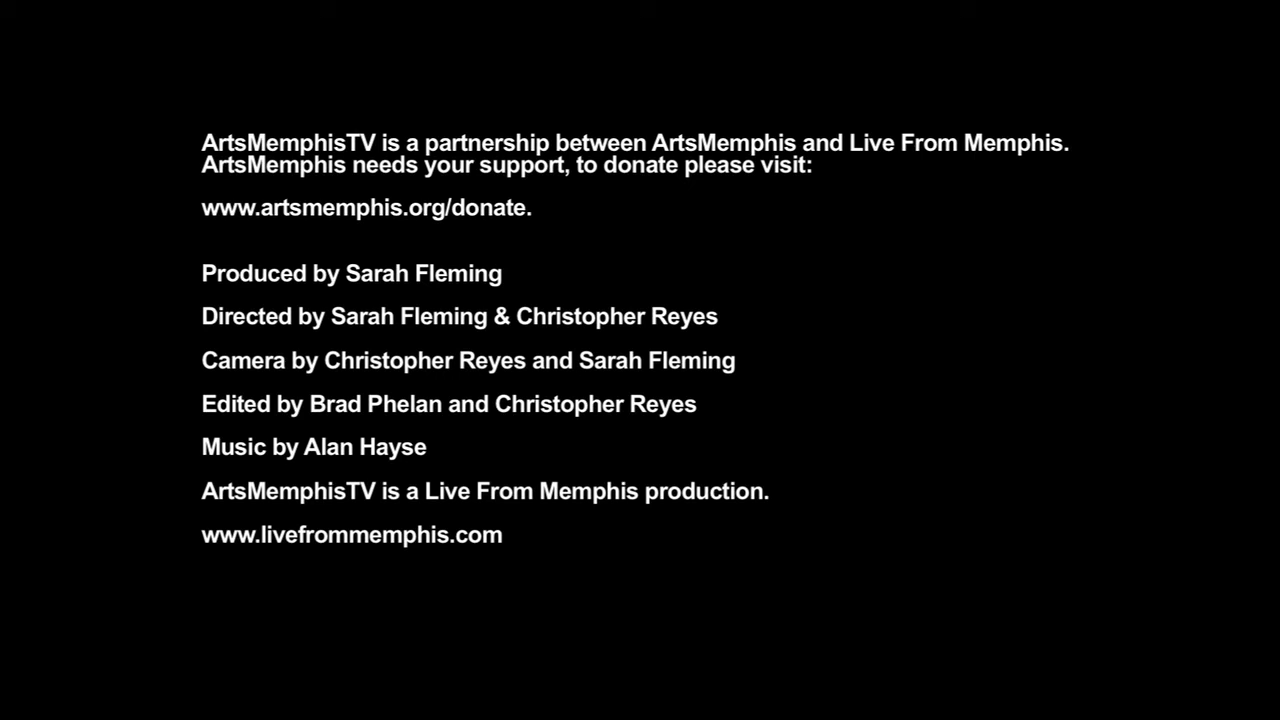 ArtsMemphisTV is a partnership between ArtsMemphis and Live From Memphis.
ArtsMemphis needs your support, to donate please visit:
www.artsmemphis.org/donate.
Produced by Sarah Fleming
Directed by Sarah Fleming & Christopher Reyes
Camera by Christopher Reyes and Sarah Fleming
Edited by Brad Phelan and Christopher Reyes
Music by Alan Hayse
ArtsMemphisTV is a Live From Memphis production.
www.livefrommemphis.com